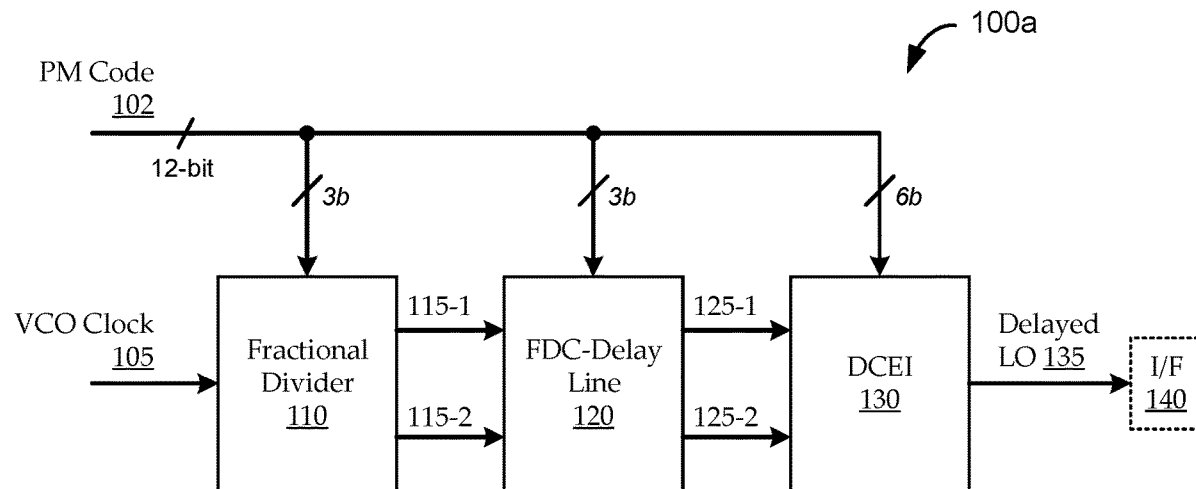 100a
PM Code
102
12-bit
3b
3b
6b
VCO Clock
105
Fractional
Divider
110
115-1
115-2
FDC-Delay
Line
120
125-1
125-2
DCEI
130
Delayed
LO 135
I/F
140